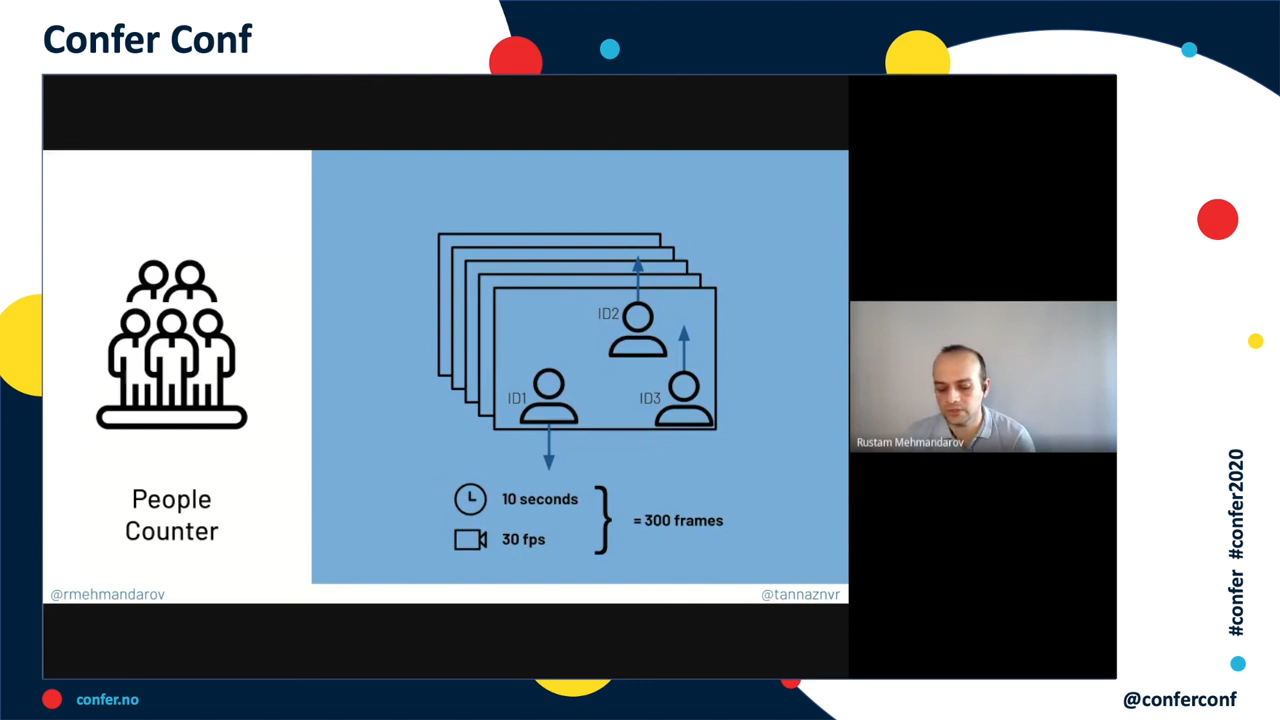 Confer Conf
ID2
ID1
ID3
10 seconds
30 fps
= 300 frames
People
Counter
@rmehmandarov
@tannaznvr
Rustam Mehmandarov
#confer #confer2020
confer.no
@conferconf